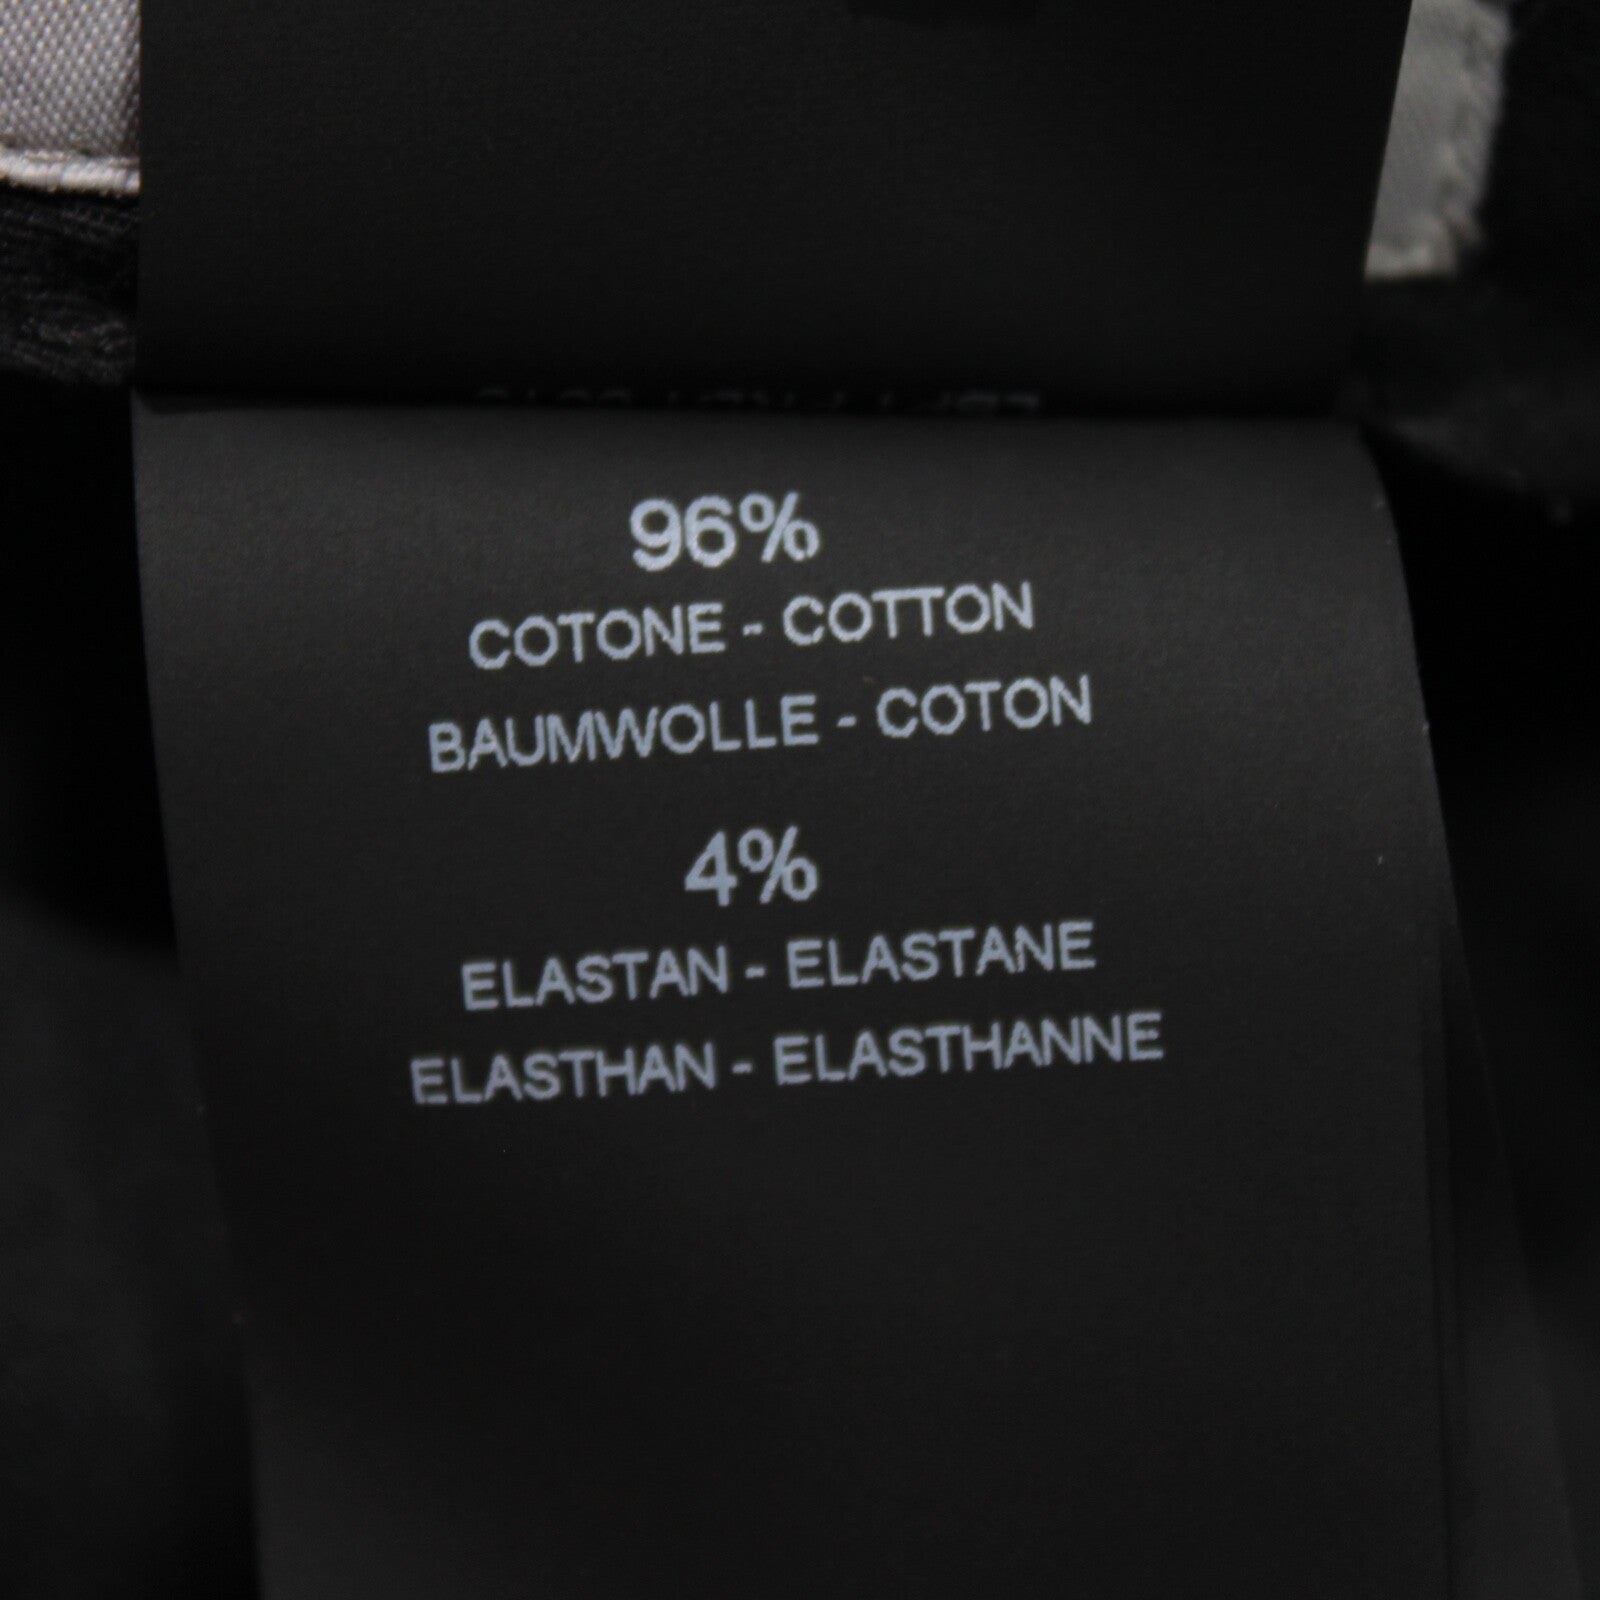 96%
COTONE - COTTON
BAUMWOLLE - COTON
4%
ELASTAN - ELASTANE
ELASTHAN - ELASTHANNE